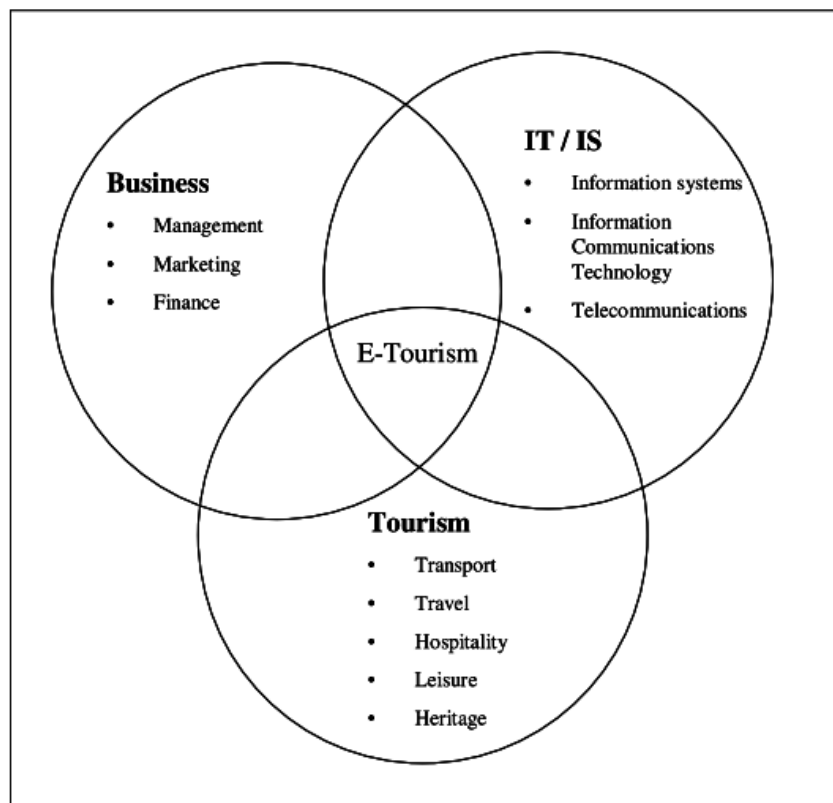 Business
• Management
• Marketing
• Finance
IT / IS
• Information systems
• Information
Communications
Technology
• Telecommunications
E-Tourism
Tourism
• Transport
• Travel
• Hospitality
• Leisure
• Heritage